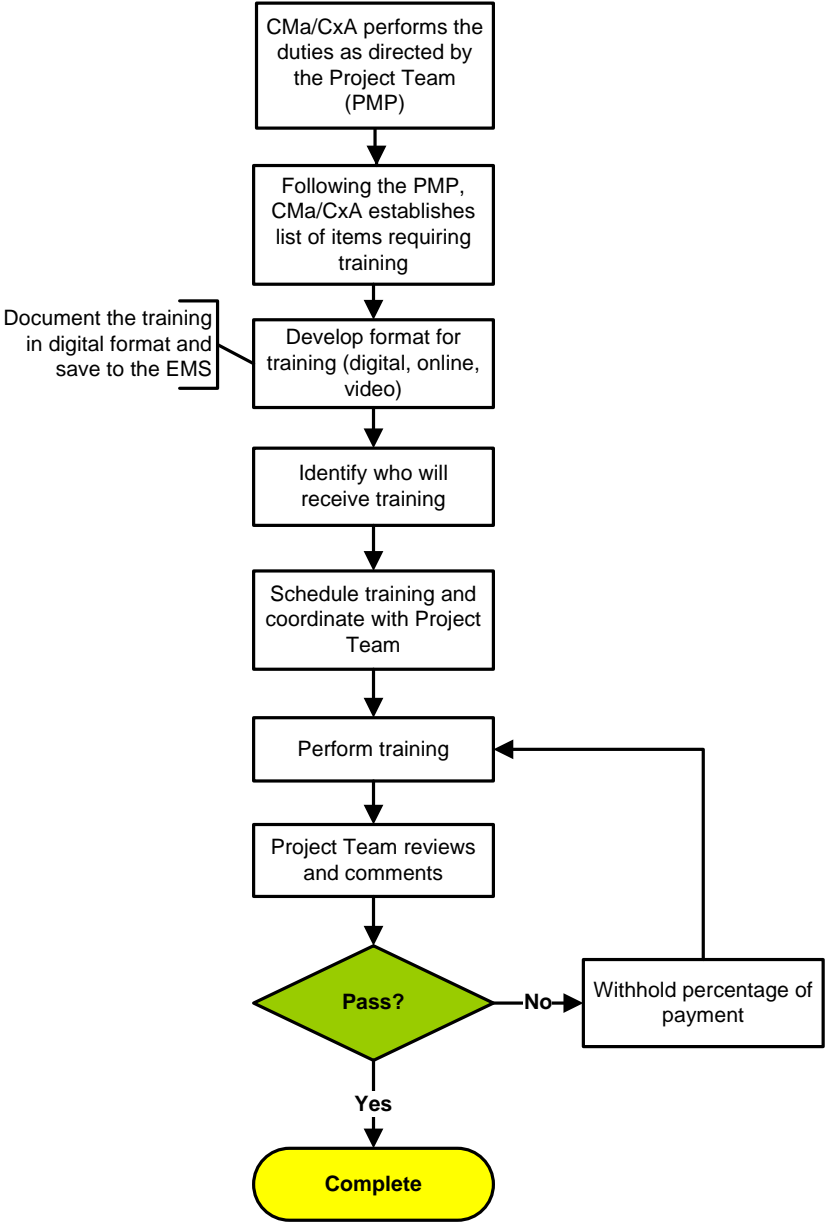 CMa/CxA performs the
duties as directed by
the Project Team
(PMP)
Following the PMP,
CMa/CxA establishes
list of items requiring
training
Document the training
in digital format and
save to the EMS
Develop format for
training (digital, online,
video)
Identify who will
receive training
Schedule training and
coordinate with Project
Team
Perform training
Project Team reviews
and comments
Pass?
No
Withhold percentage of
payment
Yes
Complete